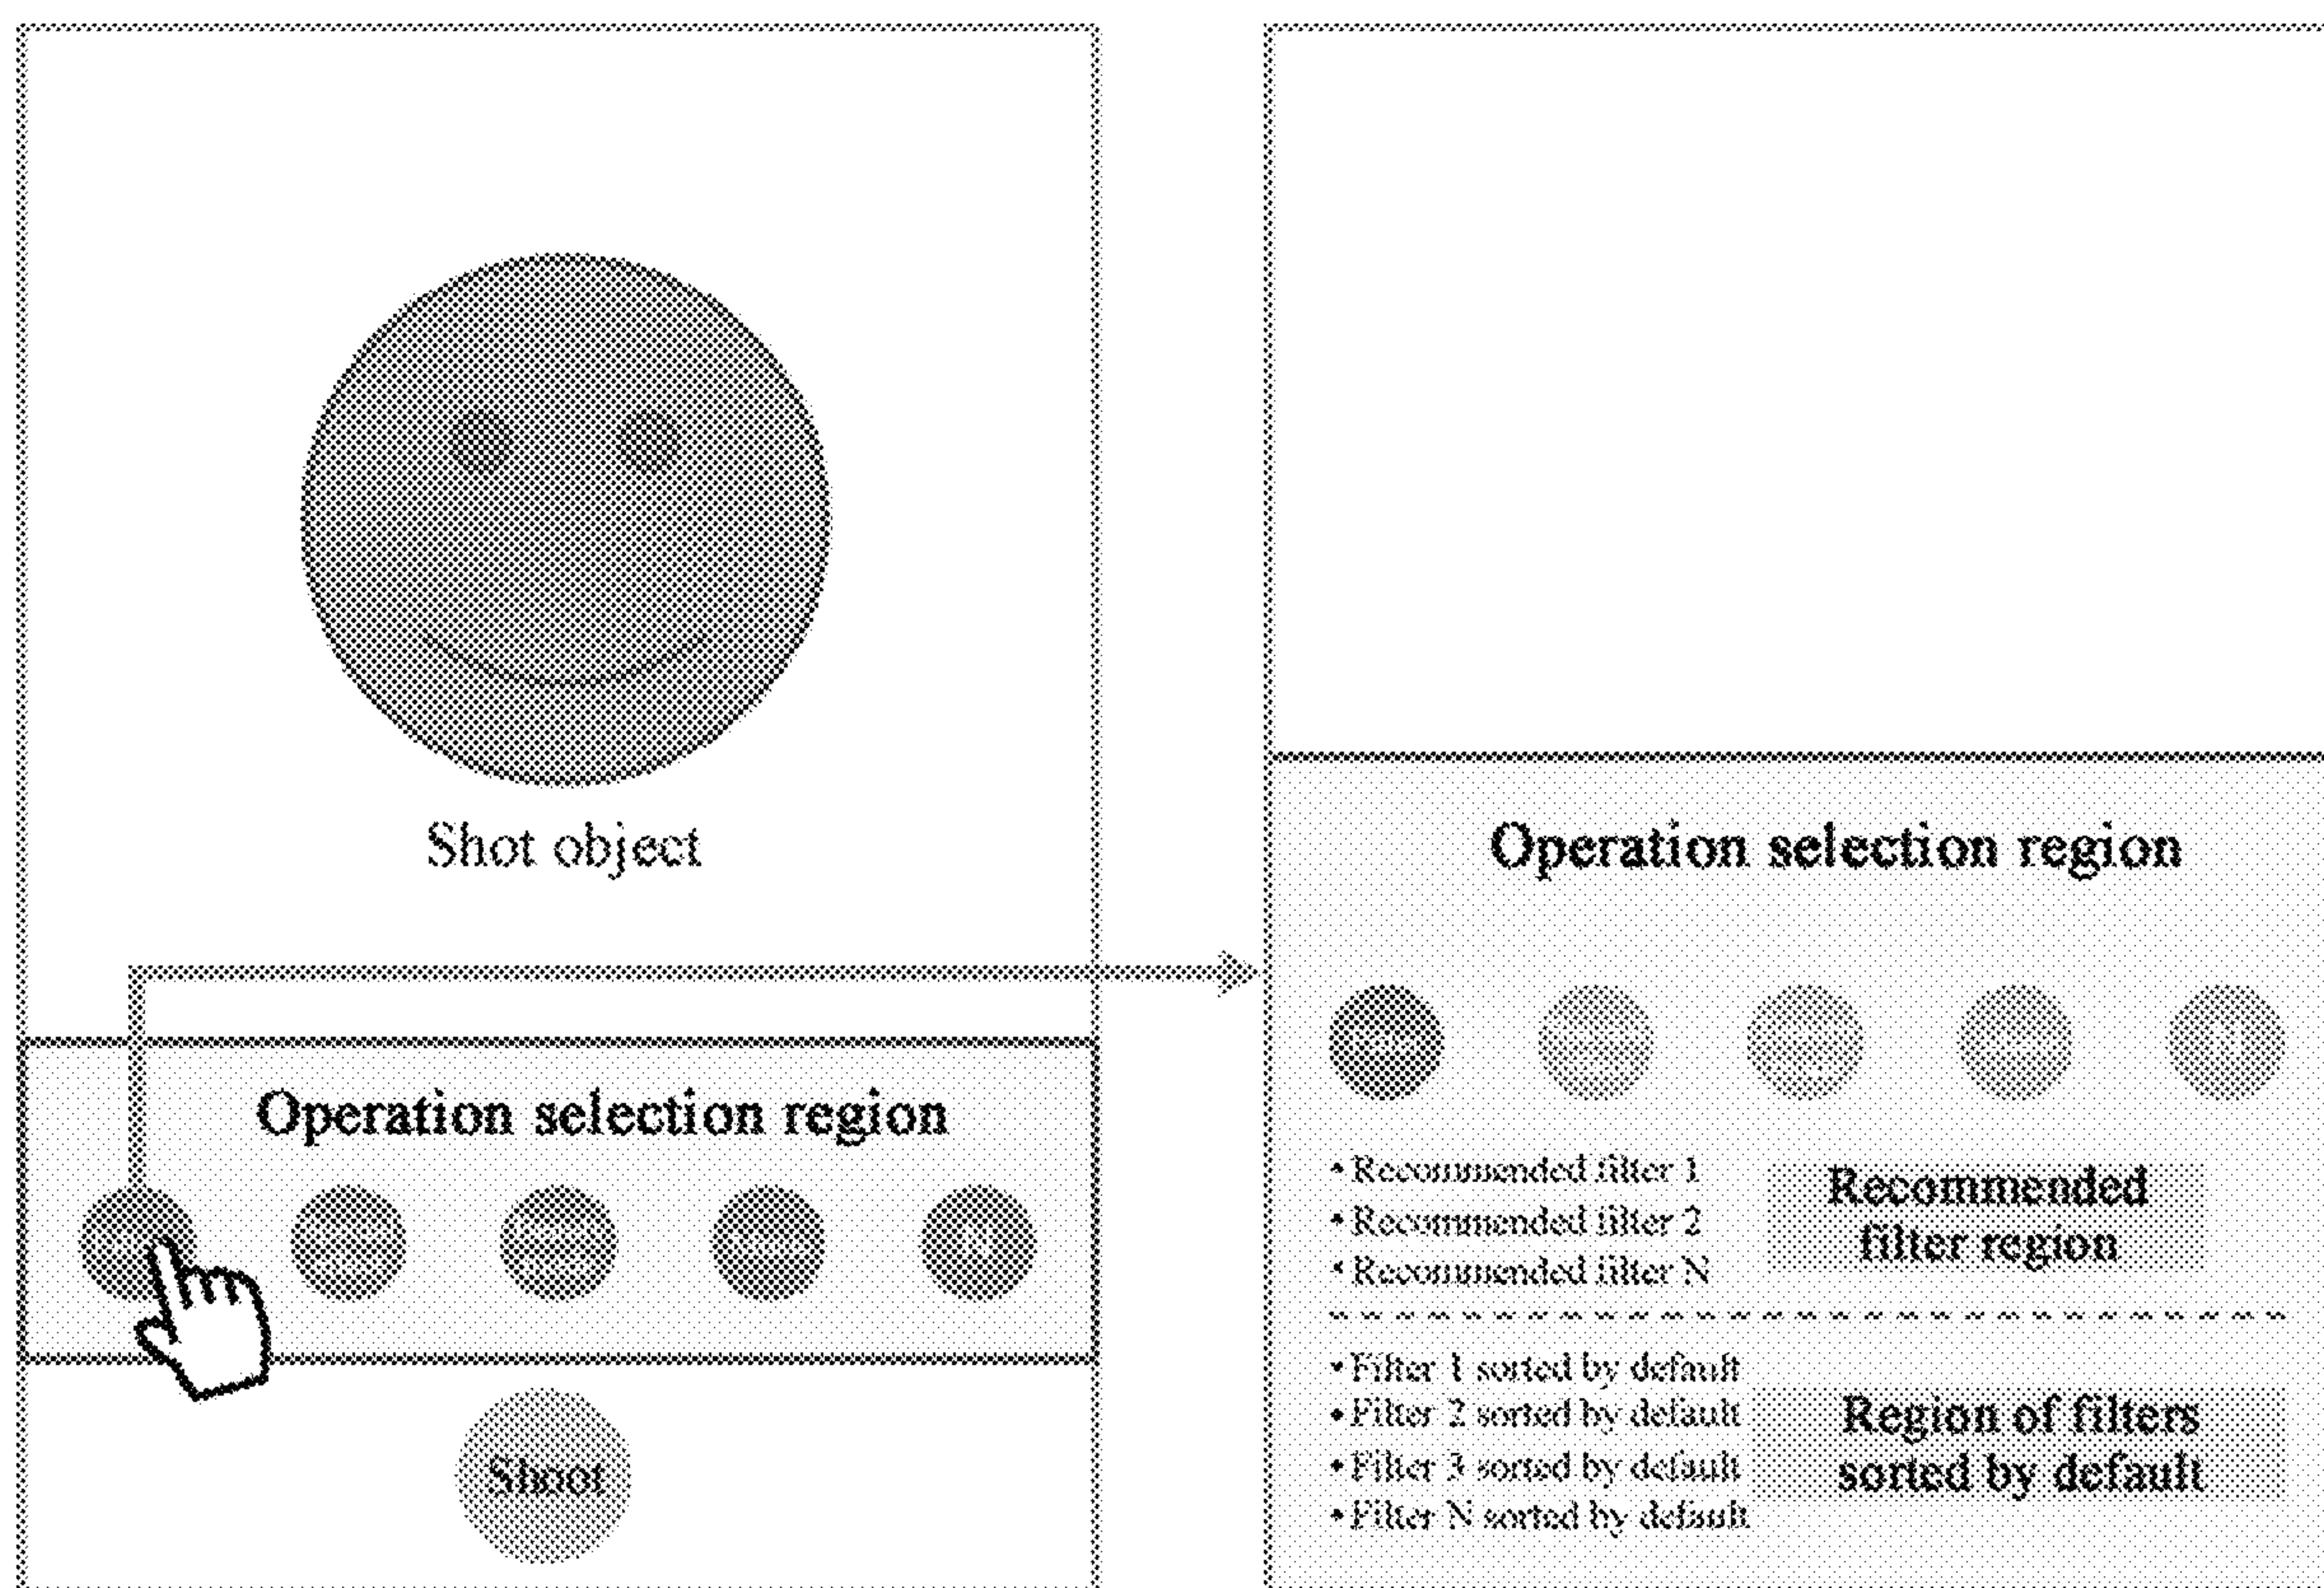 Shot object
Operation selection region
Shoot
Operation selection region
• Recommended filter 1
• Recommended filter 2
• Recommended filter N
Recommended
filter region
• Filter 1 sorted by default
• Filter 2 sorted by default
• Filter 3 sorted by default
• Filter N sorted by default
Region of filters
sorted by default